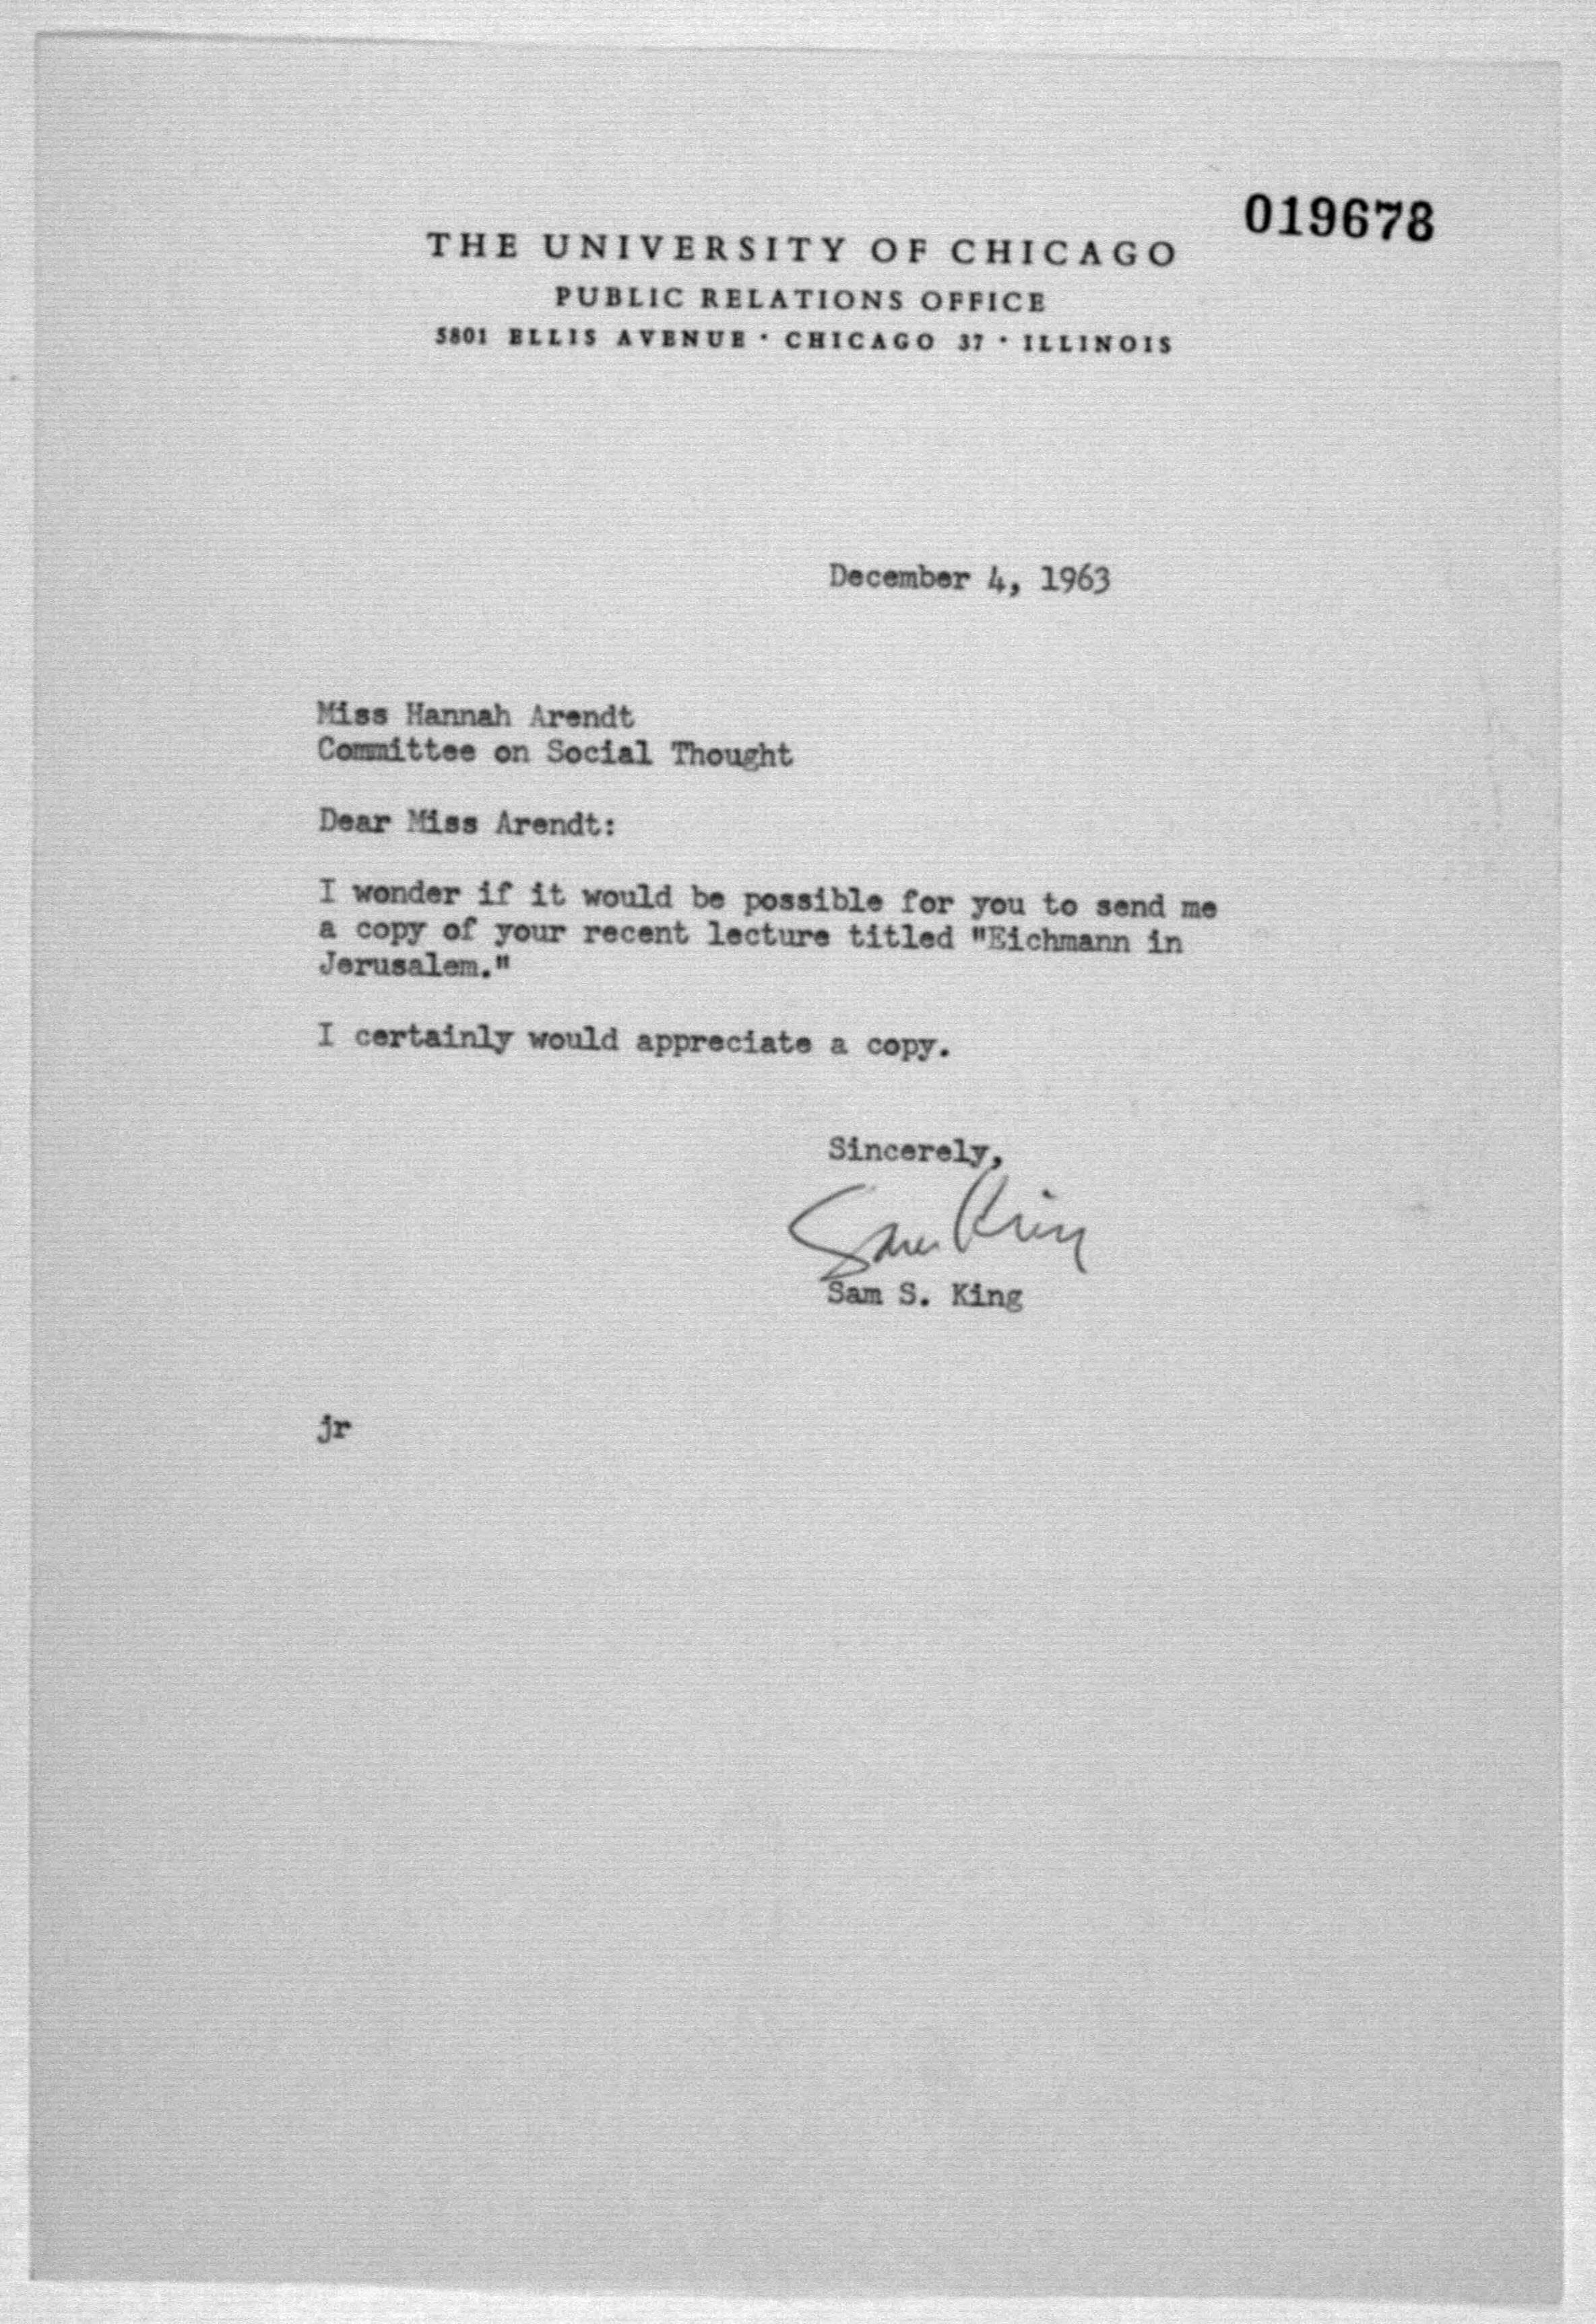 019678
THE UNIVERSITY OF CHICAGO
PUBLIC RELATIONS OFFICE
5801 ELLIS AVENUE · CHICAGO 37 · ILLINOIS
December 4, 1963
Miss Hannah Arendt
Committee on Social Thought
Dear Miss Arendt:
I wonder if it would be possible for you to send me
a copy of your recent lecture titled "Eichmann in
Jerusalem."
I certainly would appreciate a copy.
Sincerely,
Sam King
Sam S. King
jr